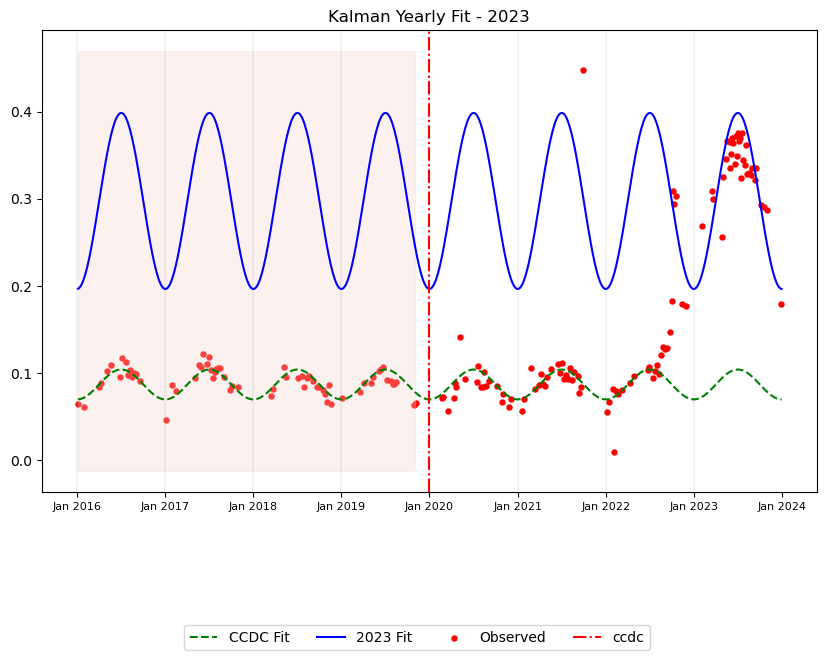 Kalman Yearly Fit - 2023
0.4
0.3
0.2
0.1
0.0
Jan 2016 Jan 2017 Jan 2018 Jan 2019 Jan 2020 Jan 2021 Jan 2022 Jan 2023 Jan 2024
CCDC Fit 2023 Fit Observed ccdc